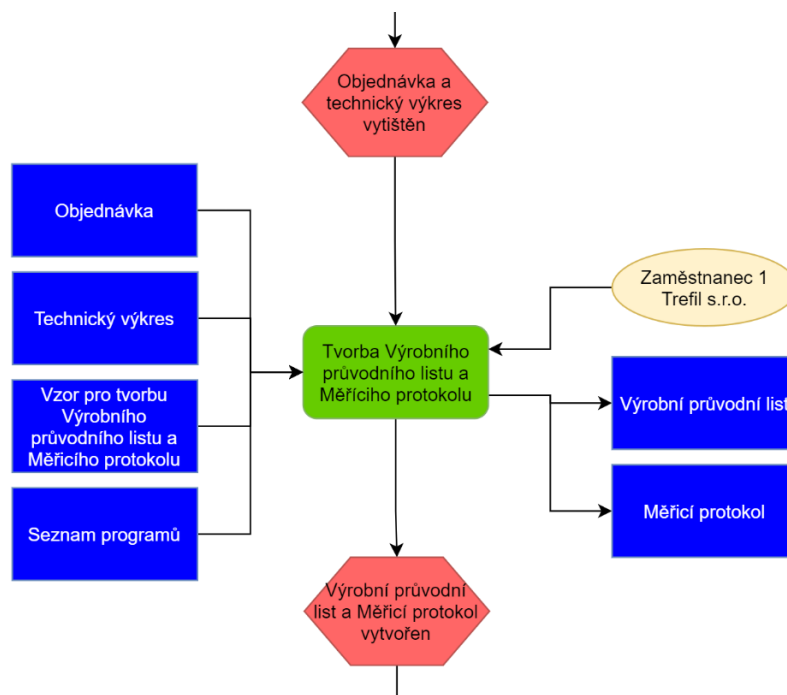 Objednávka a
technický výkres
vytištěn
Objednávka
Technický výkres
Vzor pro tvorbu
Výrobního
průvodního listu a
Měřicího protokolu
Seznam programů
Tvorba Výrobního
průvodního listu a
Měřícího protokolu
Zaměstnanec 1
Trefil s.r.o.
Výrobní průvodní list
Měřicí protokol
Výrobní průvodní
list a Měřicí protokol
vytvořen